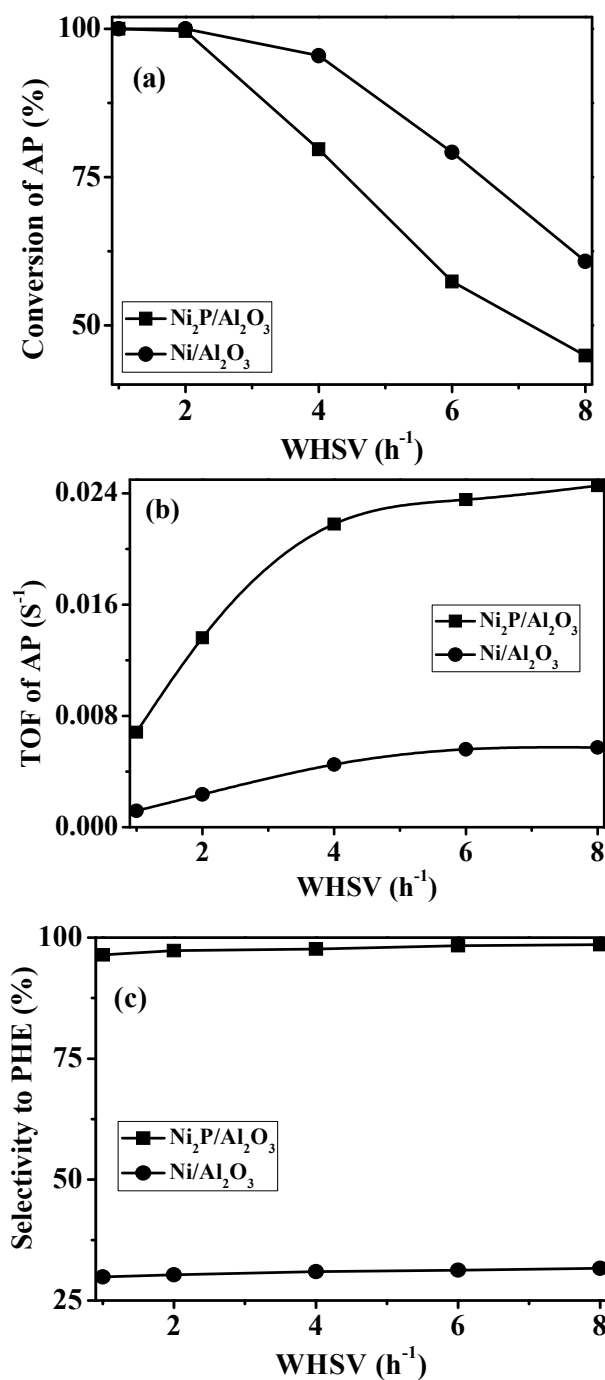 100
75
50
Conversion of AP (%)
(a)
Ni₂P/Al₂O₃
Ni/Al₂O₃
2 4 6 8
WHSV (h⁻¹)
0.024
0.016
0.008
0.000
TOF of AP (S⁻¹)
(b)
Ni₂P/Al₂O₃
Ni/Al₂O₃
2 4 6 8
WHSV (h⁻¹)
100
75
50
25
Selectivity to PHE (%)
(c)
Ni₂P/Al₂O₃
Ni/Al₂O₃
2 4 6 8
WHSV (h⁻¹)